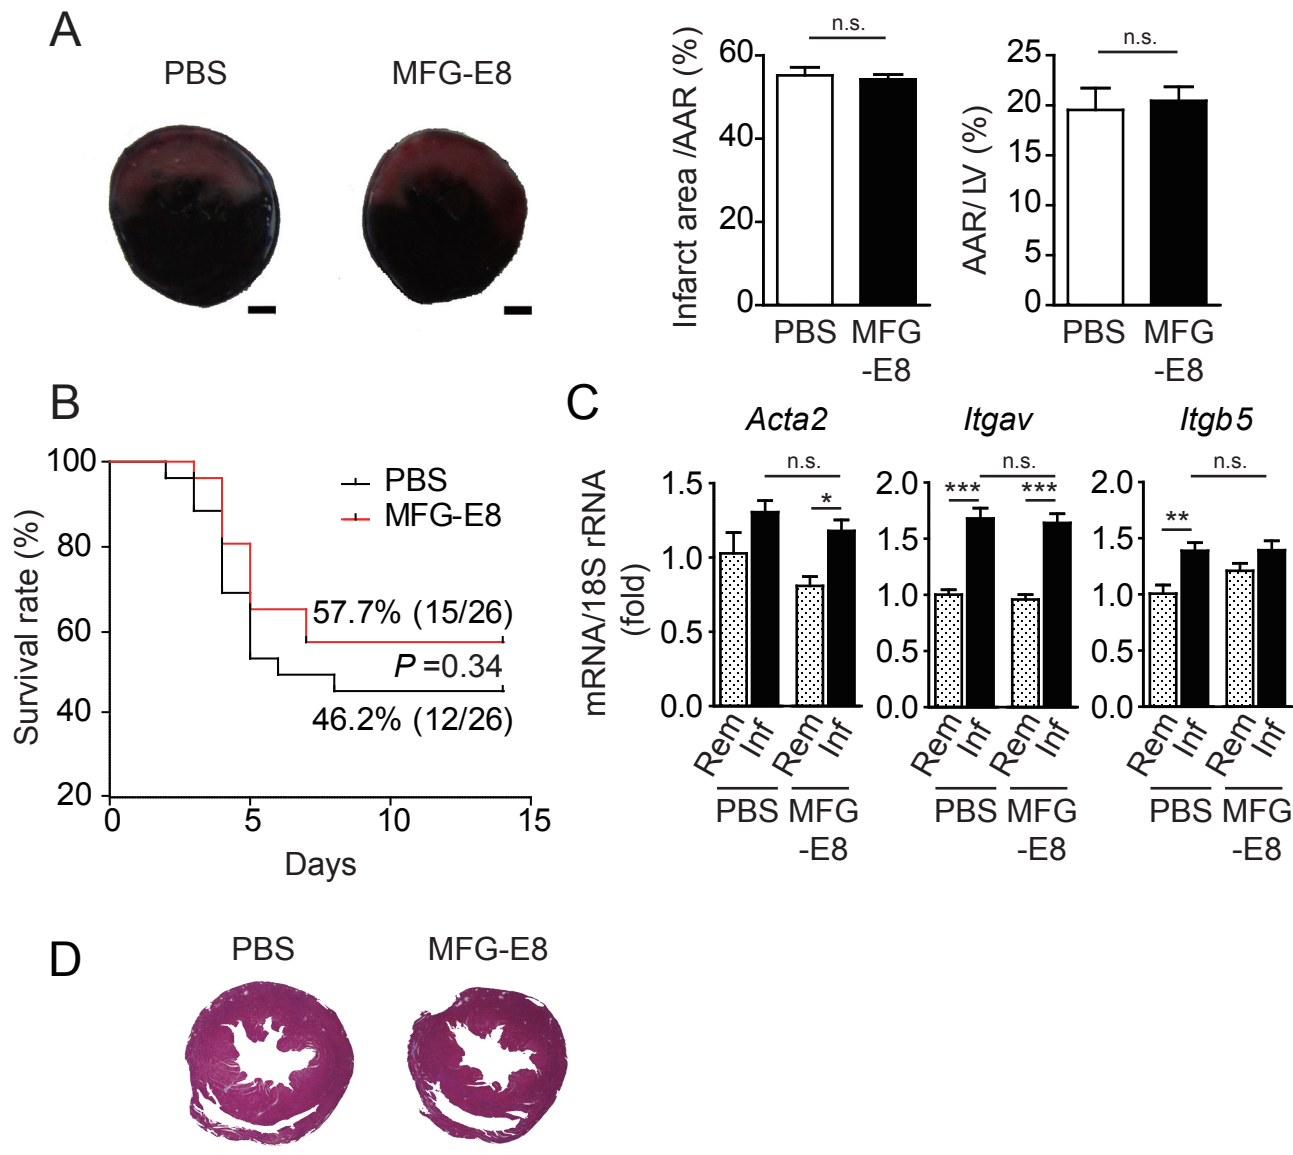 A
PBS
MFG-E8
Infarct area /AAR (%)
60
40
20
0
n.s.
PBS
MFG
-E8
AAR/ LV (%)
25
20
15
10
5
0
n.s.
PBS
MFG
-E8
B
Survival rate (%)
100
80
60
40
20
PBS
MFG-E8
57.7% (15/26)
P =0.34
46.2% (12/26)
0
5
10
15
Days
C
mRNA/18S rRNA
(fold)
Acta2
n.s.
*
1.5
1.0
0.5
0.0
Rem
Inf
Rem
Inf
PBS
MFG
-E8
Itgav
n.s.
***
***
2.0
1.5
1.0
0.5
0.0
Rem
Inf
Rem
Inf
PBS
MFG
-E8
Itgb5
n.s.
**
2.0
1.5
1.0
0.5
0.0
Rem
Inf
Rem
Inf
PBS
MFG
-E8
D
PBS
MFG-E8